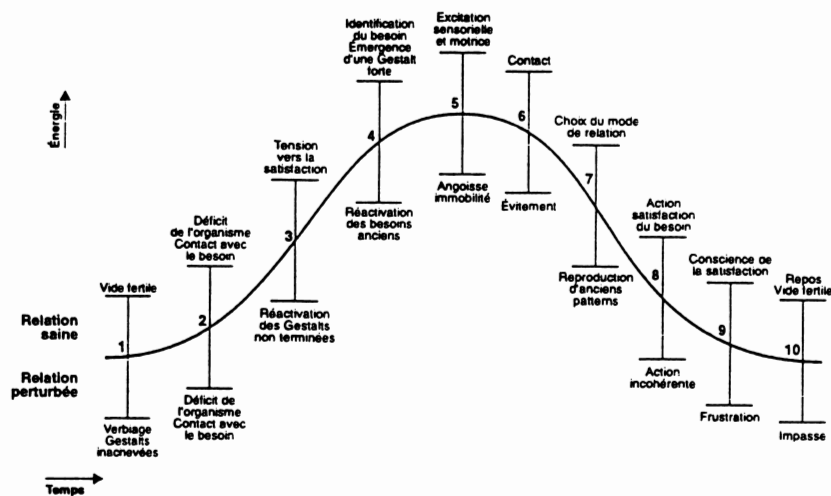 Énergie
Relation
saine
Relation
perturbée
Temps
1
Vide fertile
Verbiage
Gestalts
inacnevées
2
Déficit
de l'organisme
Contact avec
le besoin
Déficit de
l'organisme
Contact avec
le besoin
3
Tension
vers la
satisfaction
Réactivation
des Gestalts
non terminées
4
Identification
du besoin
Émergence
d'une Gestalt
forte
Réactivation
des besoins
anciens
5
Excitation
sensorielle
et motrice
Angoisse
immobilité
6
Contact
Évitement
7
Choix du mode
de relation
Reproduction
d'anciens
patterns
8
Action
satisfaction
du besoin
Action
incohérente
9
Conscience de
la satisfaction
Frustration
10
Repos
Vide fertile
Impasse